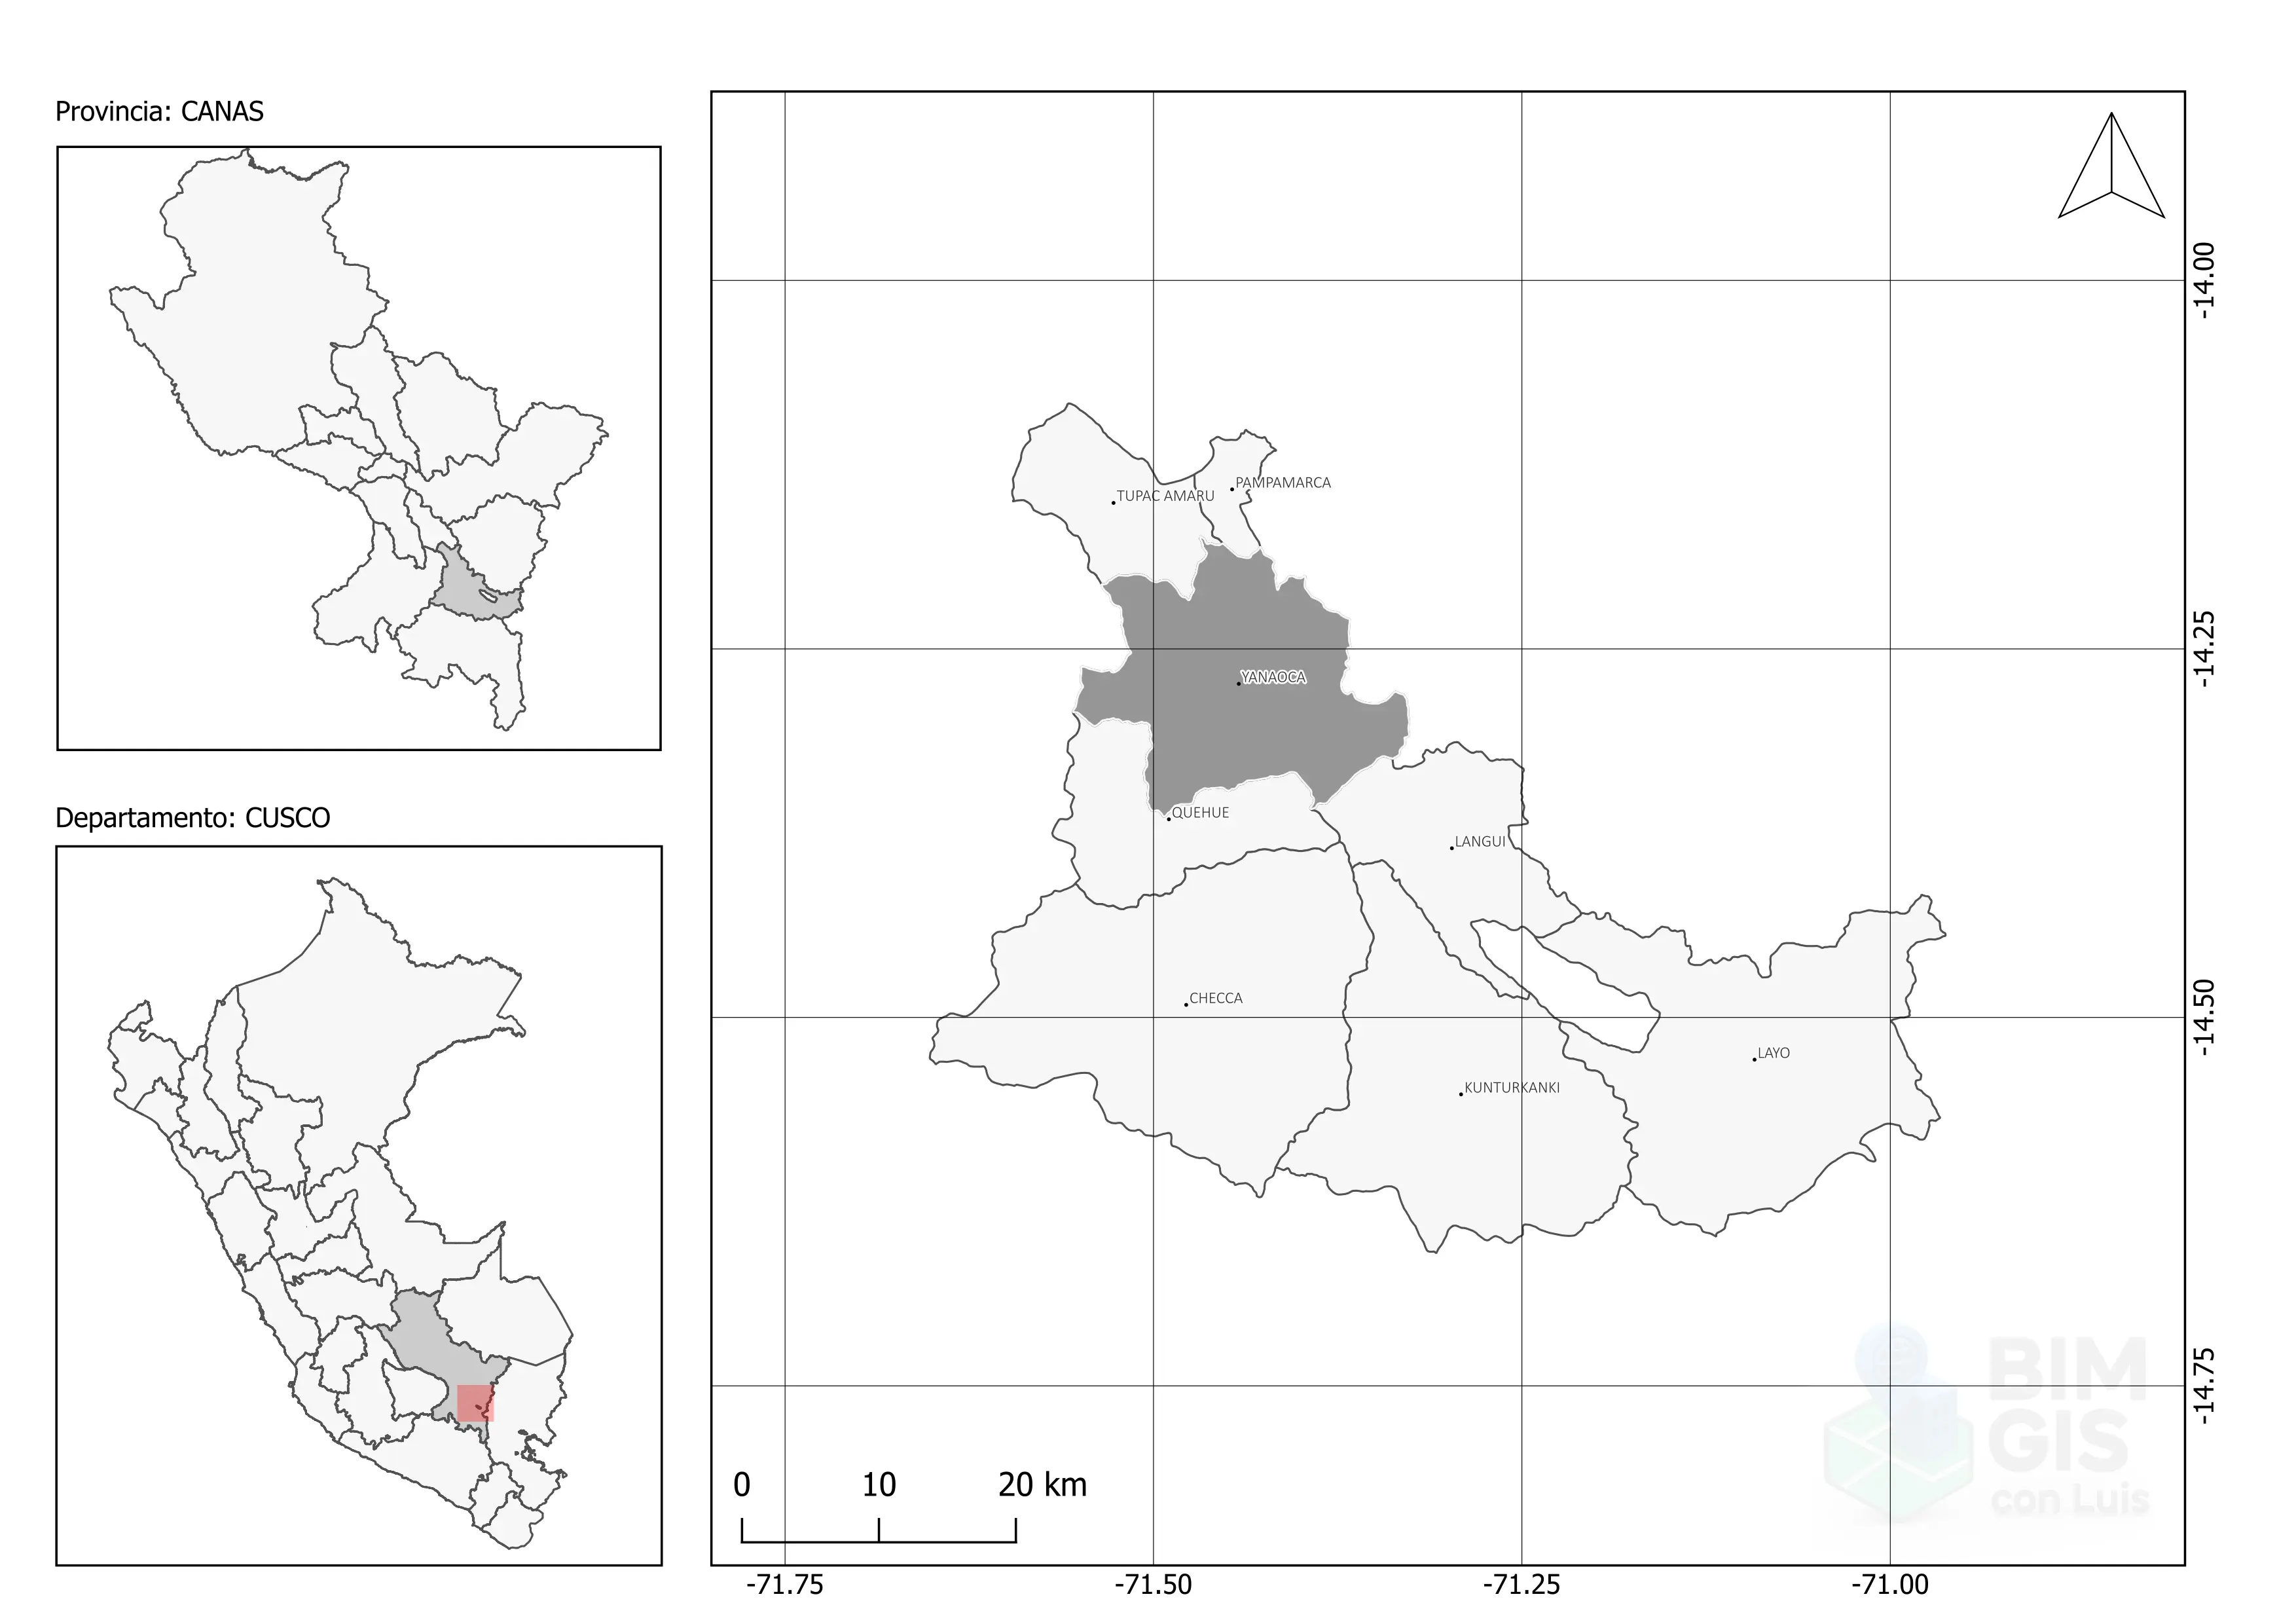 Provincia: CANAS
Departamento: CUSCO
TUPAC AMARU
PAMPAMARCA
YANAOCA
QUEHUE
LANGUI
CHECCA
LAYO
KUNTURKANKI
-14.00
-14.25
-14.50
-14.75
BIM
GIS
con Luis
0 10 20 km
-71.75 -71.50 -71.25 -71.00